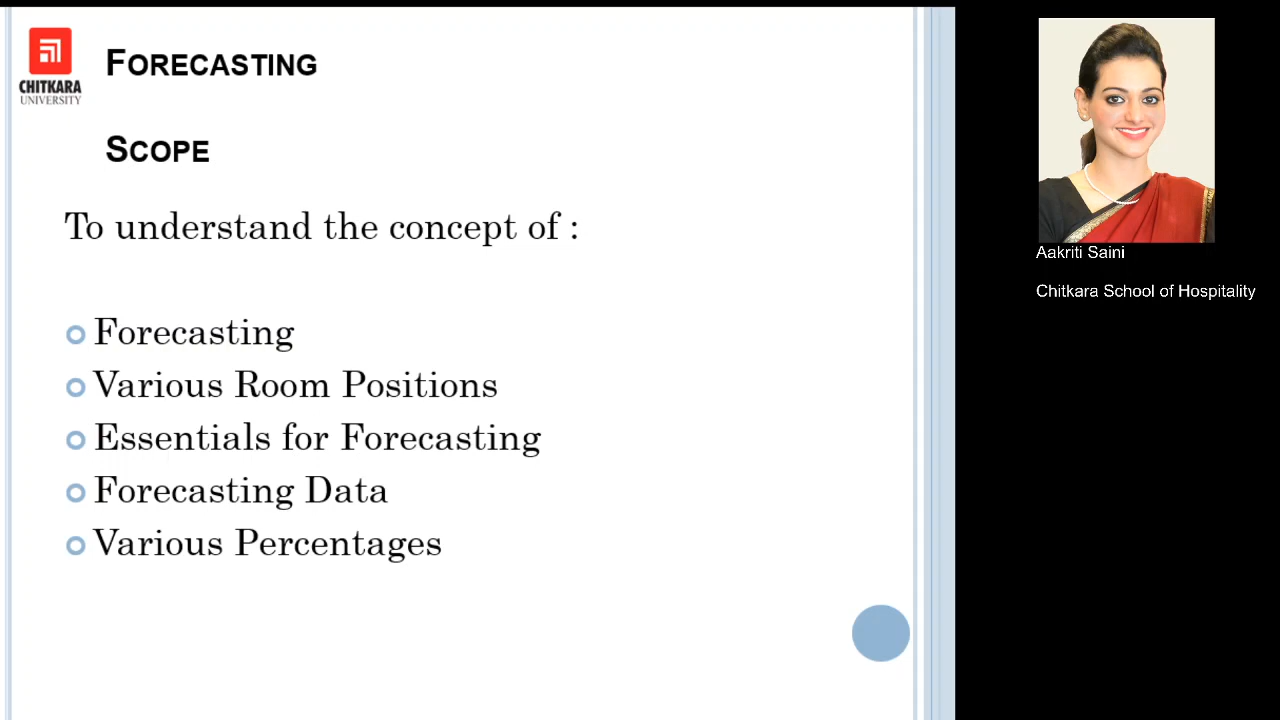 CHITKARA
UNIVERSITY
FORECASTING
SCOPE
To understand the concept of :
Forecasting
Various Room Positions
Essentials for Forecasting
Forecasting Data
Various Percentages
Aakriti Saini
Chitkara School of Hospitality